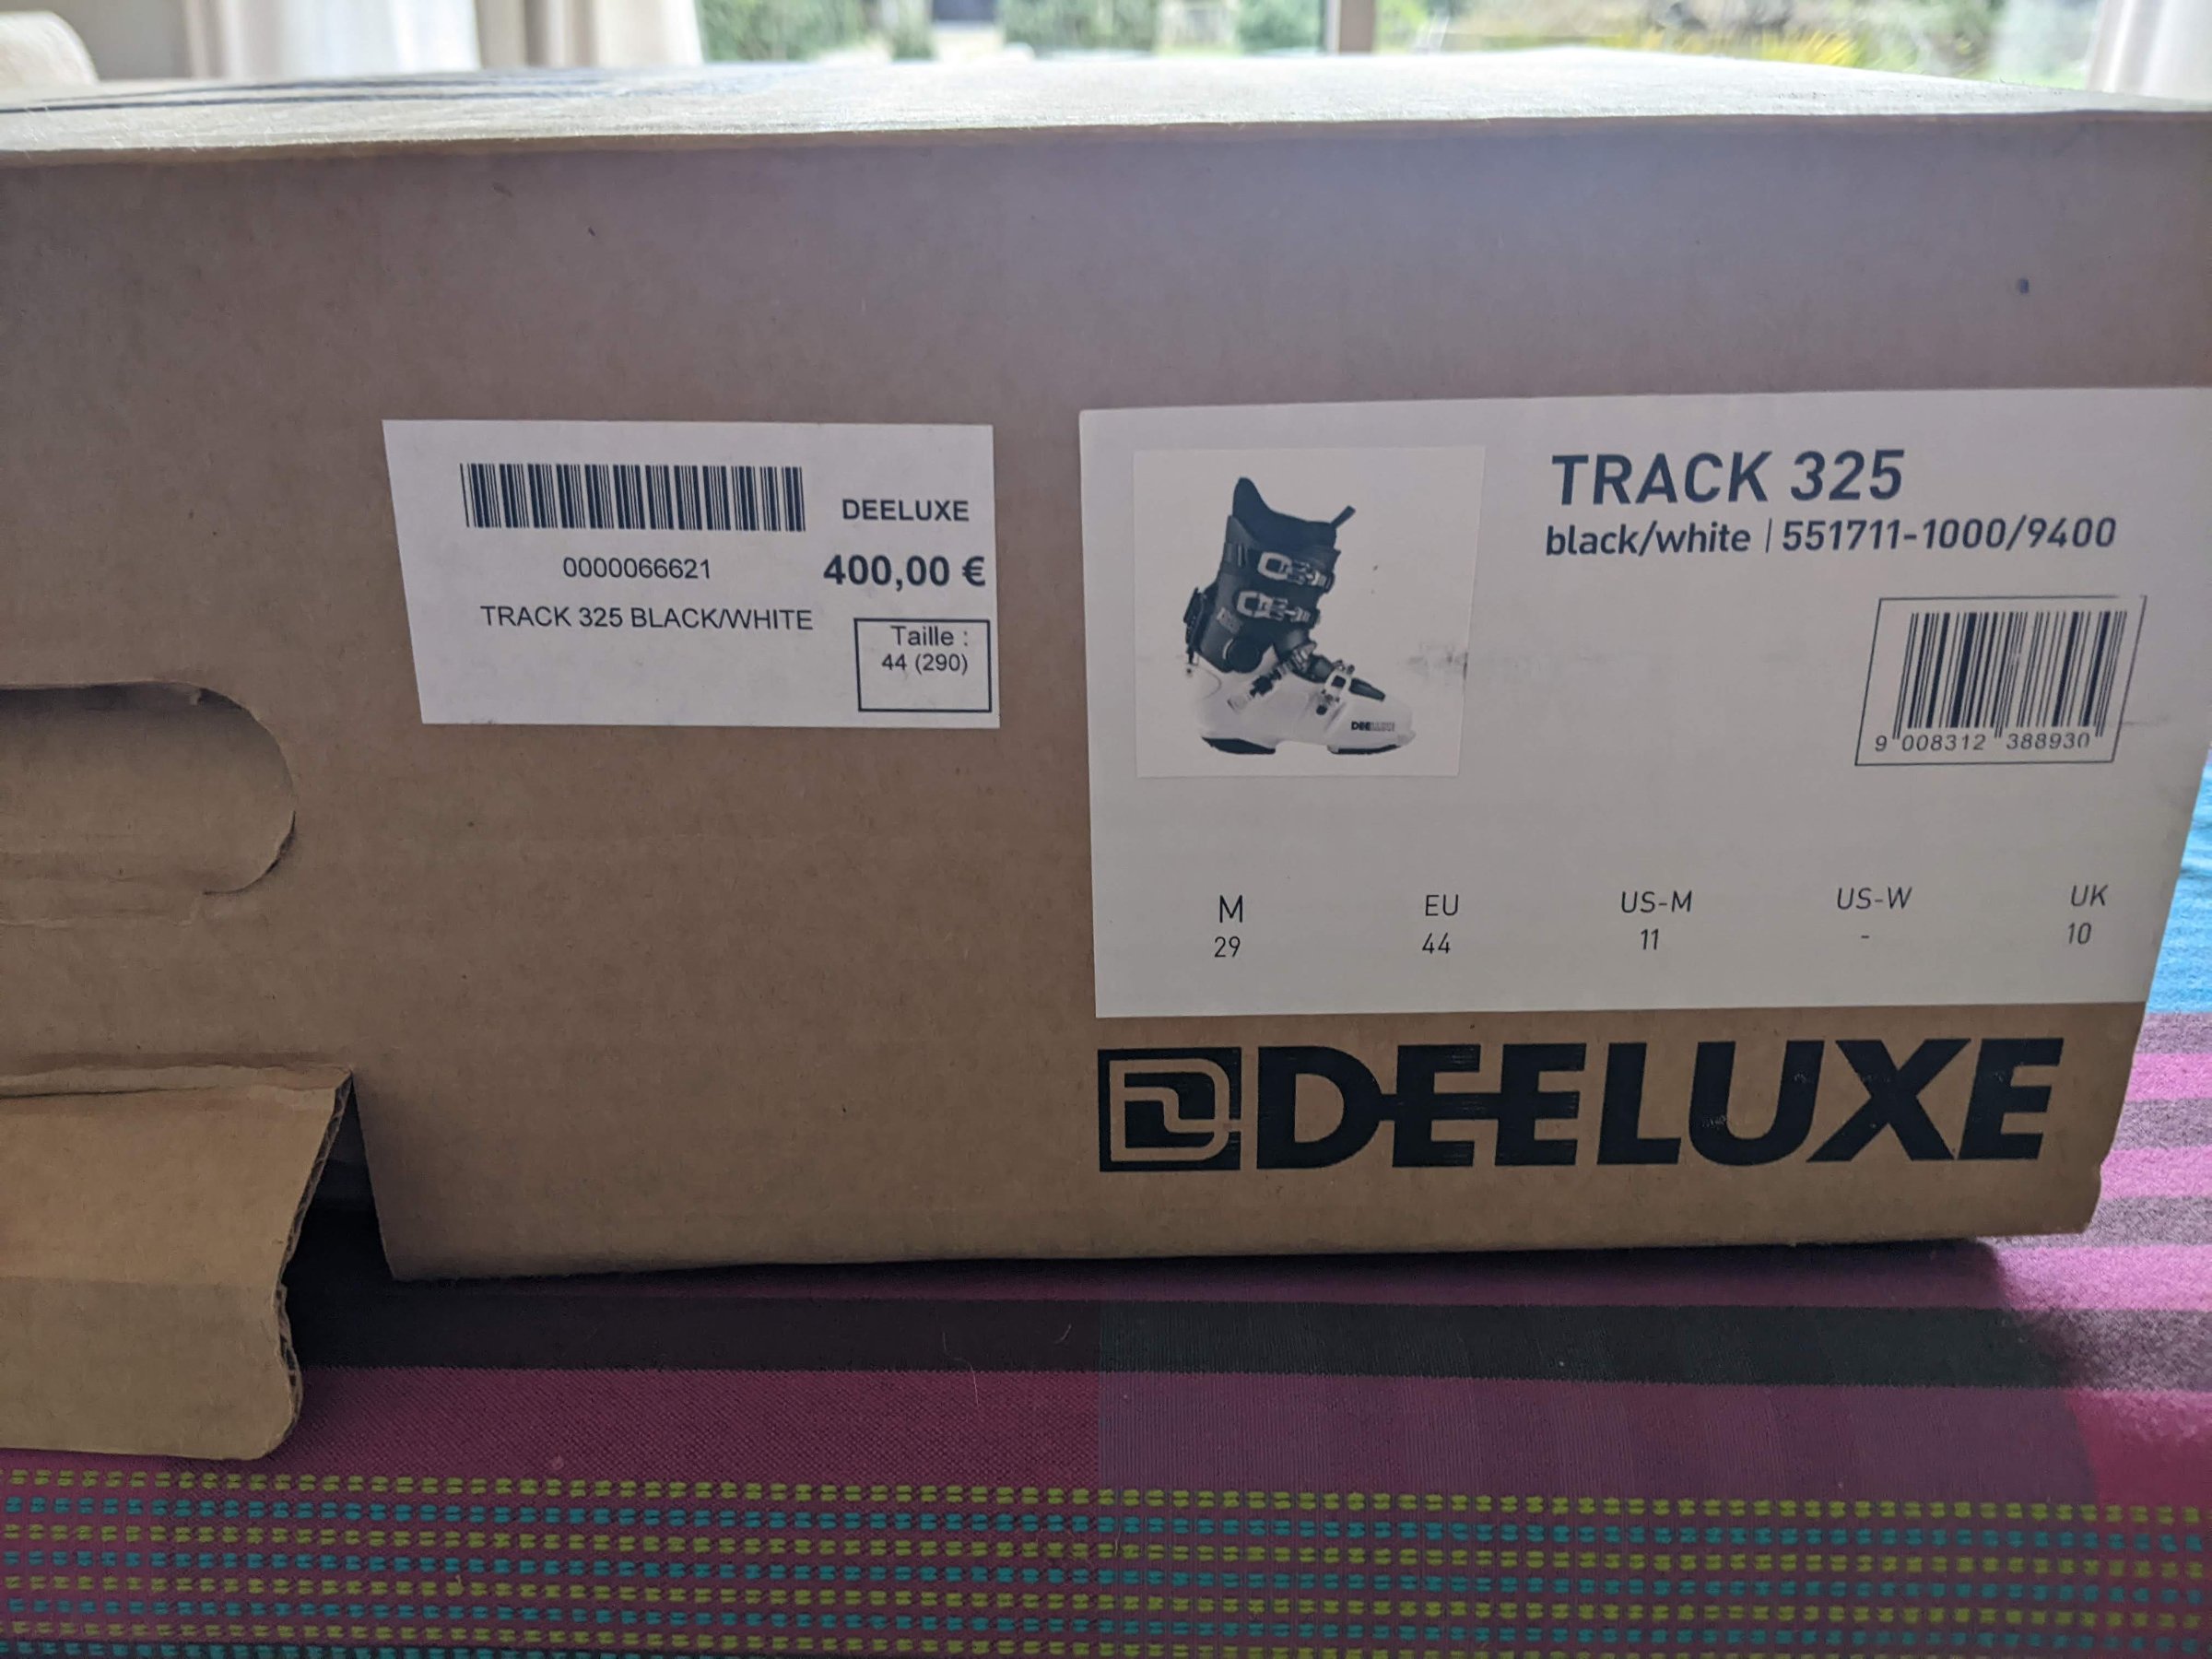 DEELUXE
0000066621
400,00 €
TRACK 325 BLACK/WHITE
Taille :
44 (290)
TRACK 325
black/white | 551711-1000/9400
DEELUXE
9 008312 388930
M EU US-M US-W UK
29 44 11 - 10
DEELUXE